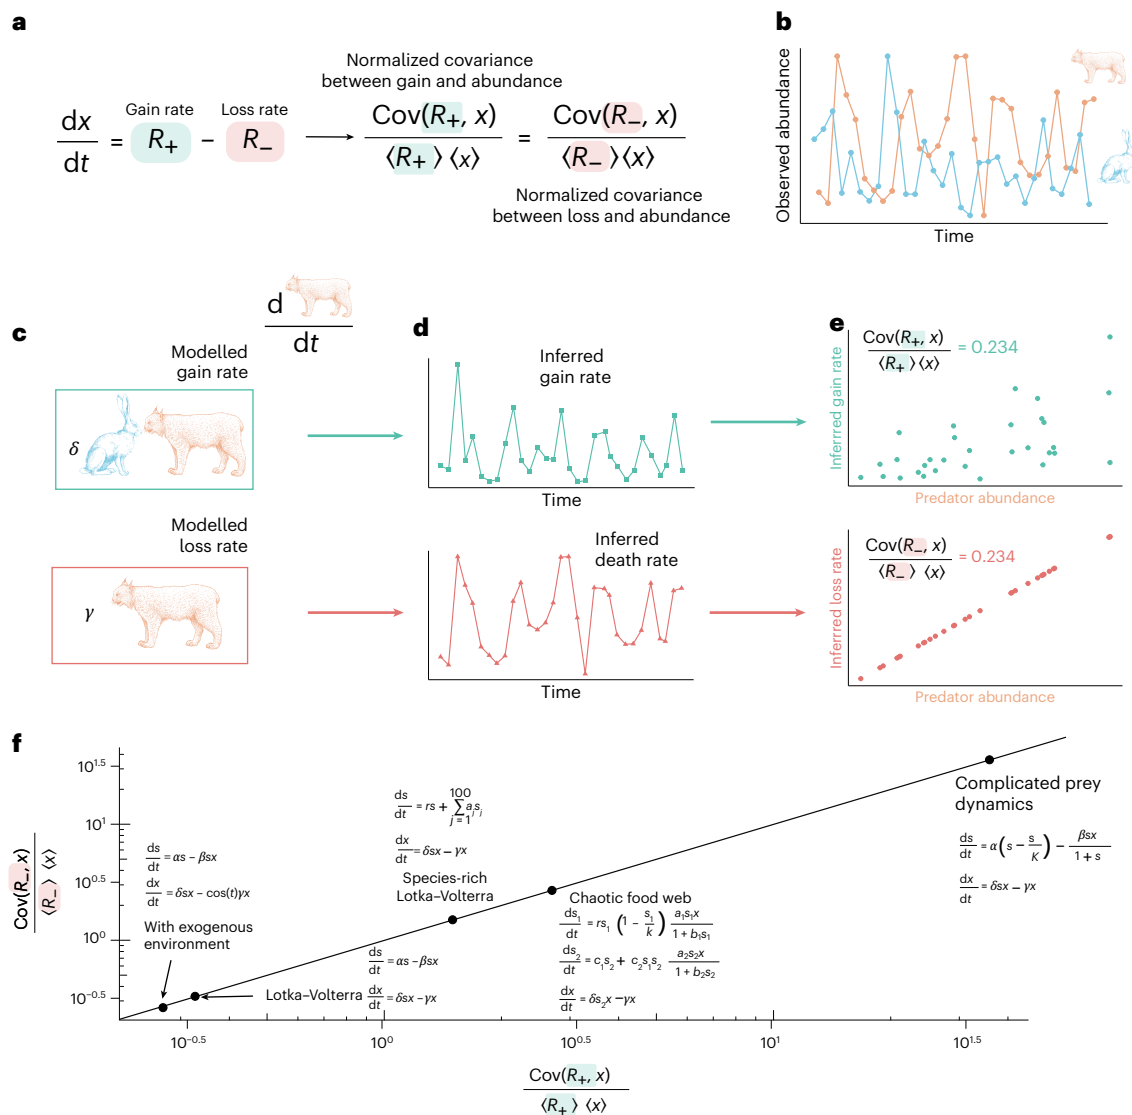 a
Normalized covariance
between gain and abundance
Gain rate
Loss rate
dx/dt = R+ − R−
Cov(R+, x)/⟨R+⟩ ⟨x⟩ = Cov(R−, x)/⟨R−⟩⟨x⟩
Normalized covariance
between loss and abundance
b
Observed abundance
Time
c
d/dt
Modelled
gain rate
δ
Modelled
loss rate
γ
d
Inferred
gain rate
Time
Inferred
death rate
Time
e
Cov(R+, x)/⟨R+⟩⟨x⟩ = 0.234
Inferrred gain rate
Predator abundance
Cov(R−, x)/⟨R−⟩ ⟨x⟩ = 0.234
Inferrred loss rate
Predator abundance
f
Cov(R−, x)/⟨R−⟩ ⟨x⟩
10^1.5
10^1
10^0.5
10^0
10^−0.5
ds/dt = αs − βsx
dx/dt = δsx − cos(t)γx
With exogenous
environment
ds/dt = rs + ∑_{j = 1}^{100} a_j s_j
dx/dt = δsx − γx
Species-rich
Lotka–Volterra
Lotka–Volterra
ds/dt = αs − βsx
dx/dt = δsx − γx
Chaotic food web
ds₁/dt = rs₁ (1 − s₁/k) a₁s₁x/1 + b₁s₁
ds₂/dt = c₁s₂ + c₂s₁s₂ a₂s₂x/1 + b₂s₂
dx/dt = δs₂x − γx
Complicated prey
dynamics
ds/dt = α (s − s/K) − βsx/1 + s
dx/dt = δsx − γx
10^−0.5
10^0
10^0.5
10^1
10^1.5
Cov(R+, x)/⟨R+⟩ ⟨x⟩